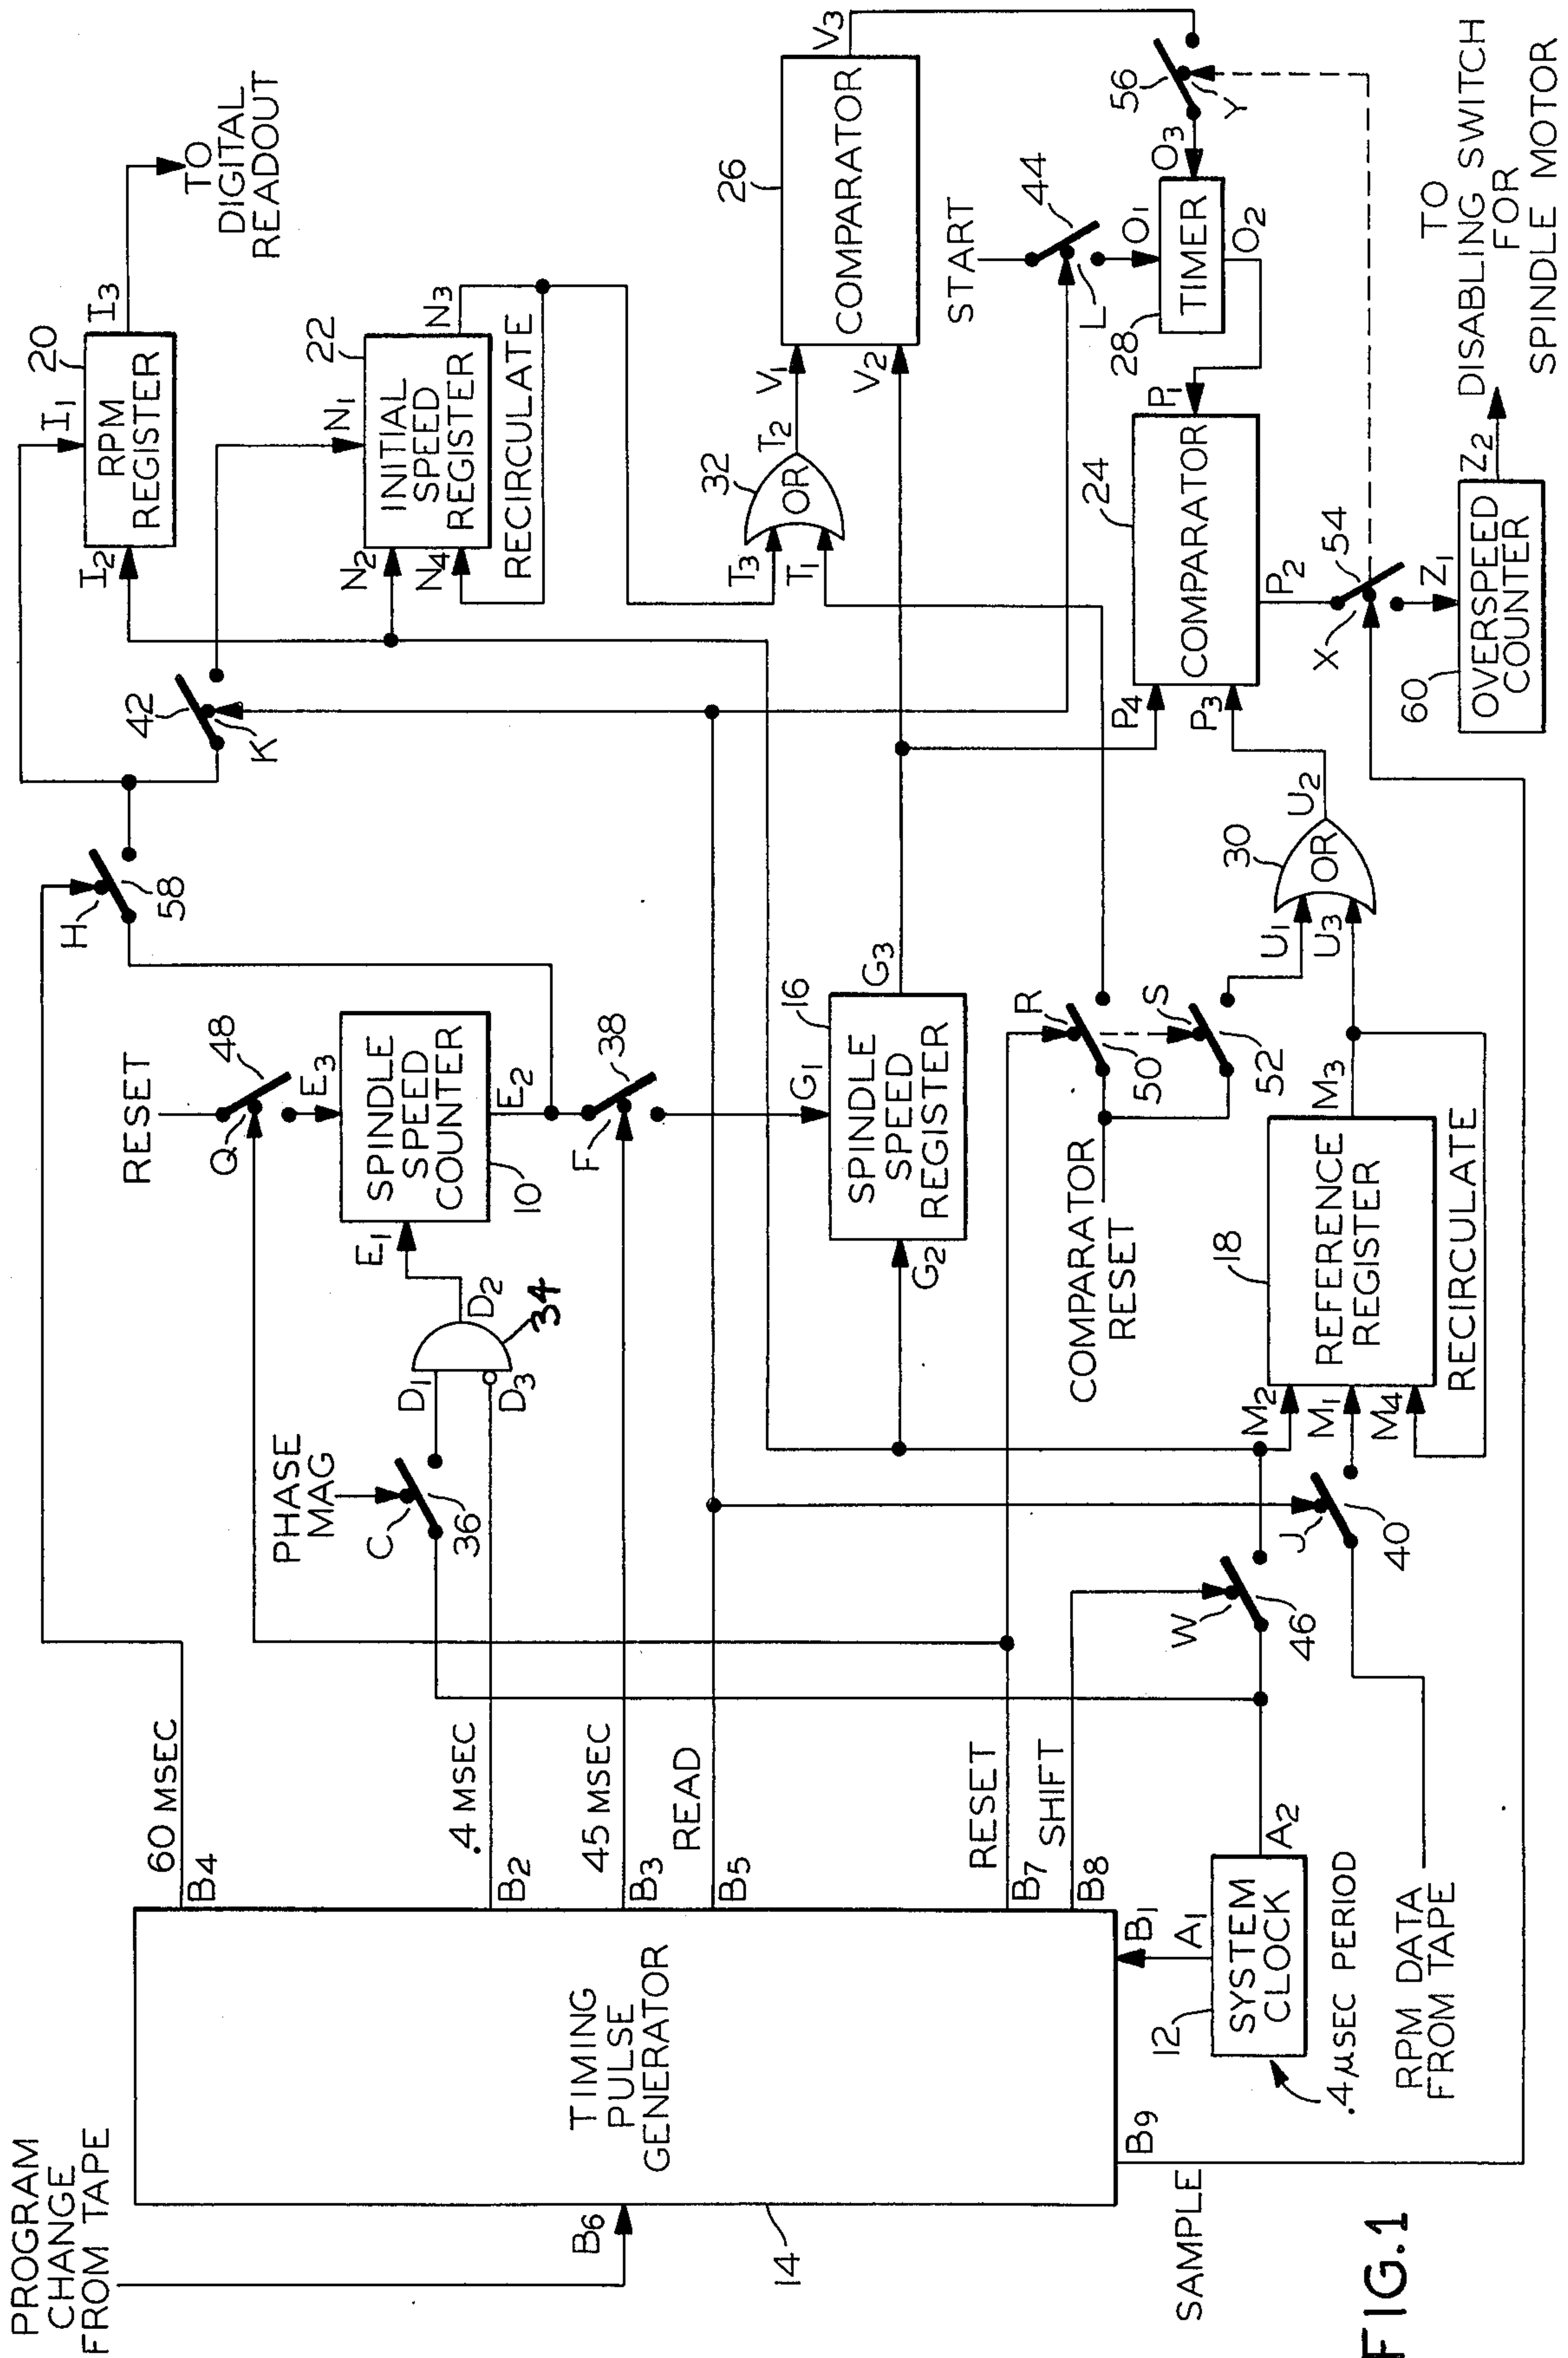 PROGRAM
CHANGE
FROM TAPE
B6
14
TIMING
PULSE
GENERATOR
60 MSEC
B4
.4 MSEC
B2
45 MSEC
B3
READ
B5
RESET
B7
SHIFT
B8
B1
A1
SYSTEM
CLOCK
12
A2
.4 μSEC PERIOD
RPM DATA
FROM TAPE
B9
SAMPLE
PHASE
MAG
C
36
D1
D2
D3
34
RESET
Q
48
E3
E1
SPINDLE
SPEED
COUNTER
10
E2
F
38
H
58
42
K
I1
20
I2
RPM
REGISTER
I3
TO
DIGITAL
READOUT
N1
22
N2
N4
INITIAL
SPEED
REGISTER
N3
RECIRCULATE
G1
16
SPINDLE
SPEED
REGISTER
G2
G3
COMPARATOR
RESET
R
50
S
52
W
46
J
40
M2
M1
M4
18
REFERENCE
REGISTER
M3
RECIRCULATE
U1
U3
30
OR
U2
T3
T1
32
OR
T2
V1
V2
26
COMPARATOR
V3
START
44
L
O1
28
TIMER
O2
O3
56
Y
P1
24
COMPARATOR
P4
P3
P2
X
54
Z1
60
OVERSPEED
COUNTER
Z2
TO
DISABLING SWITCH
FOR
SPINDLE MOTOR
FIG.1